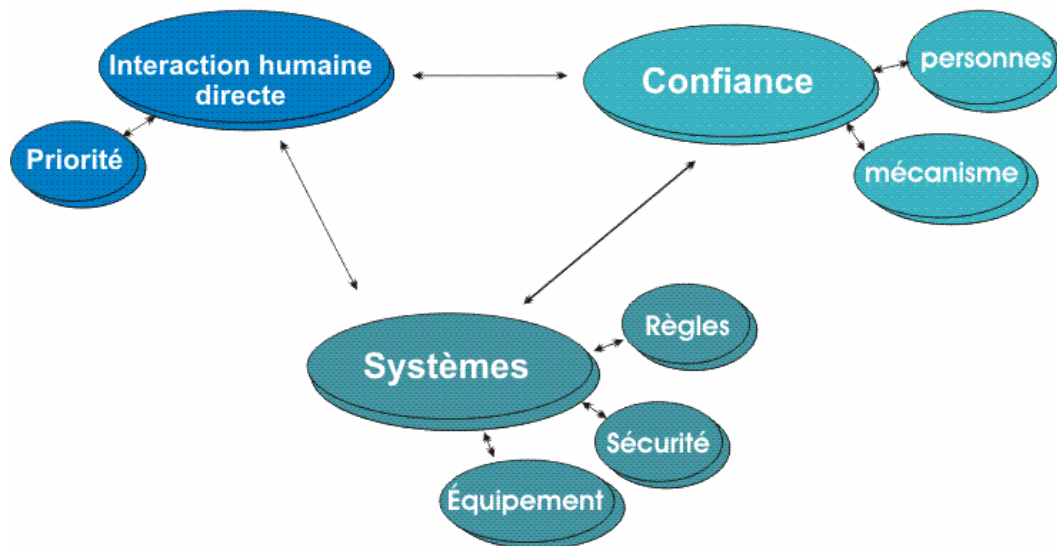 Interaction humaine
directe
Confiance
personnes
Priorité
mécanisme
Systèmes
Règles
Sécurité
Équipement